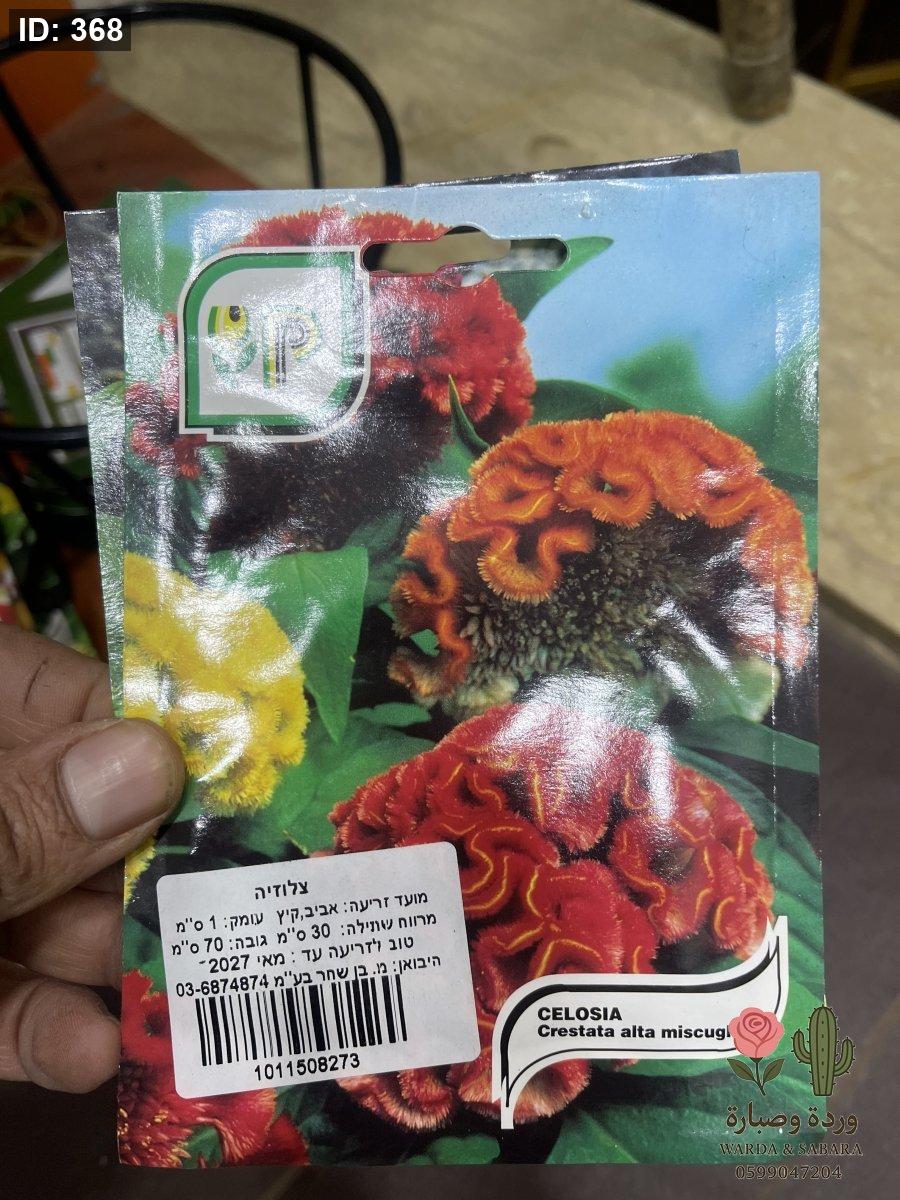 ID: 368
צלוזיה
מועד זריעה: אביב,קיץ עומק: 1 ס''מ
מרווח שתילה: 30 ס''מ גובה: 70 ס''מ
טוב לזריעה עד : מאי 2027
היבואן: מ. בן שחר בע''מ 03-6874874
1011508273
CELOSIA
Crestata alta
وردة وصبارة
WARDA & SABARA
0599047204